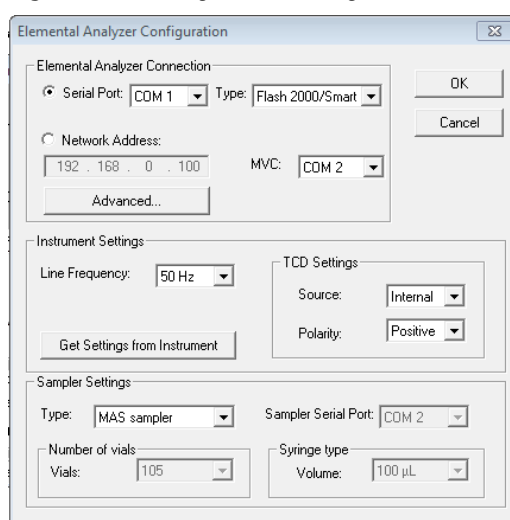 Elemental Analyzer Configuration
Elemental Analyzer Connection
Serial Port: COM 1 Type: Flash 2000/Smart
OK
Cancel
Network Address:
192 . 168 . 0 . 100 MVC: COM 2
Advanced...
Instrument Settings
Line Frequency: 50 Hz
Get Settings from Instrument
TCD Settings
Source: Internal
Polarity: Positive
Sampler Settings
Type: MAS sampler Sampler Serial Port: COM 2
Number of vials
Vials: 105
Syringe type
Volume: 100 µL